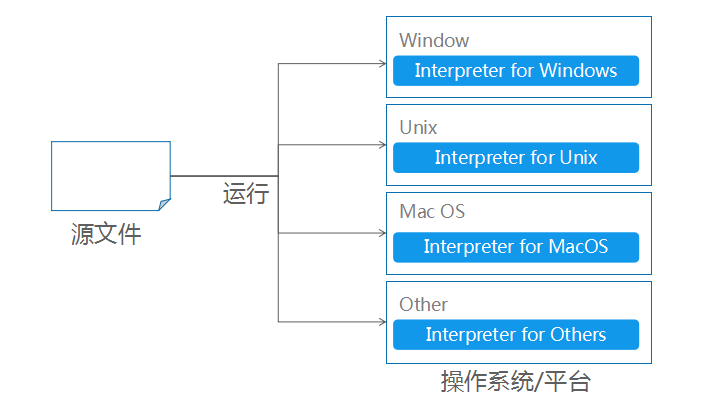 Window
Interpreter for Windows
Unix
Interpreter for Unix
运行
源文件
Mac OS
Interpreter for MacOS
Other
Interpreter for Others
操作系统/平台